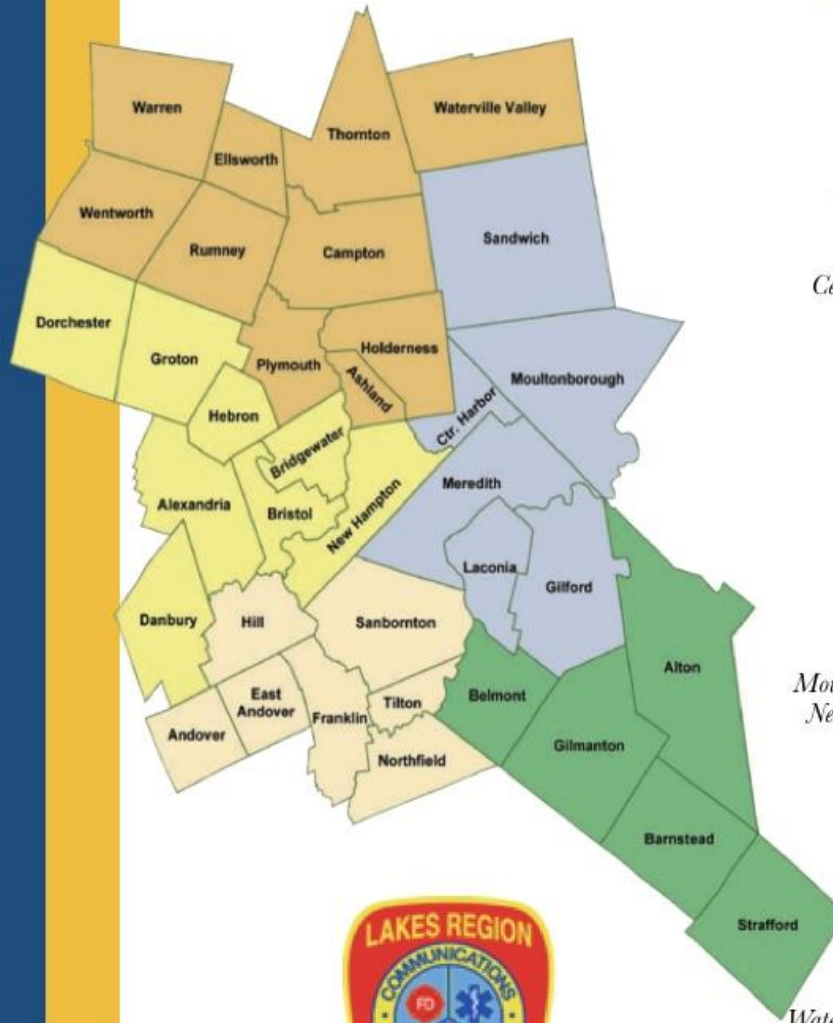 Warren
Waterville Valley
Thornton
Ellsworth
Wentworth
Rumney
Campton
Sandwich
Dorchester
Groton
Plymouth
Holderness
Ashland
Moultonborough
Ctr. Harbor
Hebron
Bridgewater
Meredith
Alexandria
Bristol
New Hampton
Laconia
Gilford
Danbury
Hill
Sanbornton
Alton
Belmont
East
Andover
Tilton
Franklin
Andover
Gilmanton
Northfield
Barnstead
Strafford
LAKES REGION
COMMUNICATIONS
FD